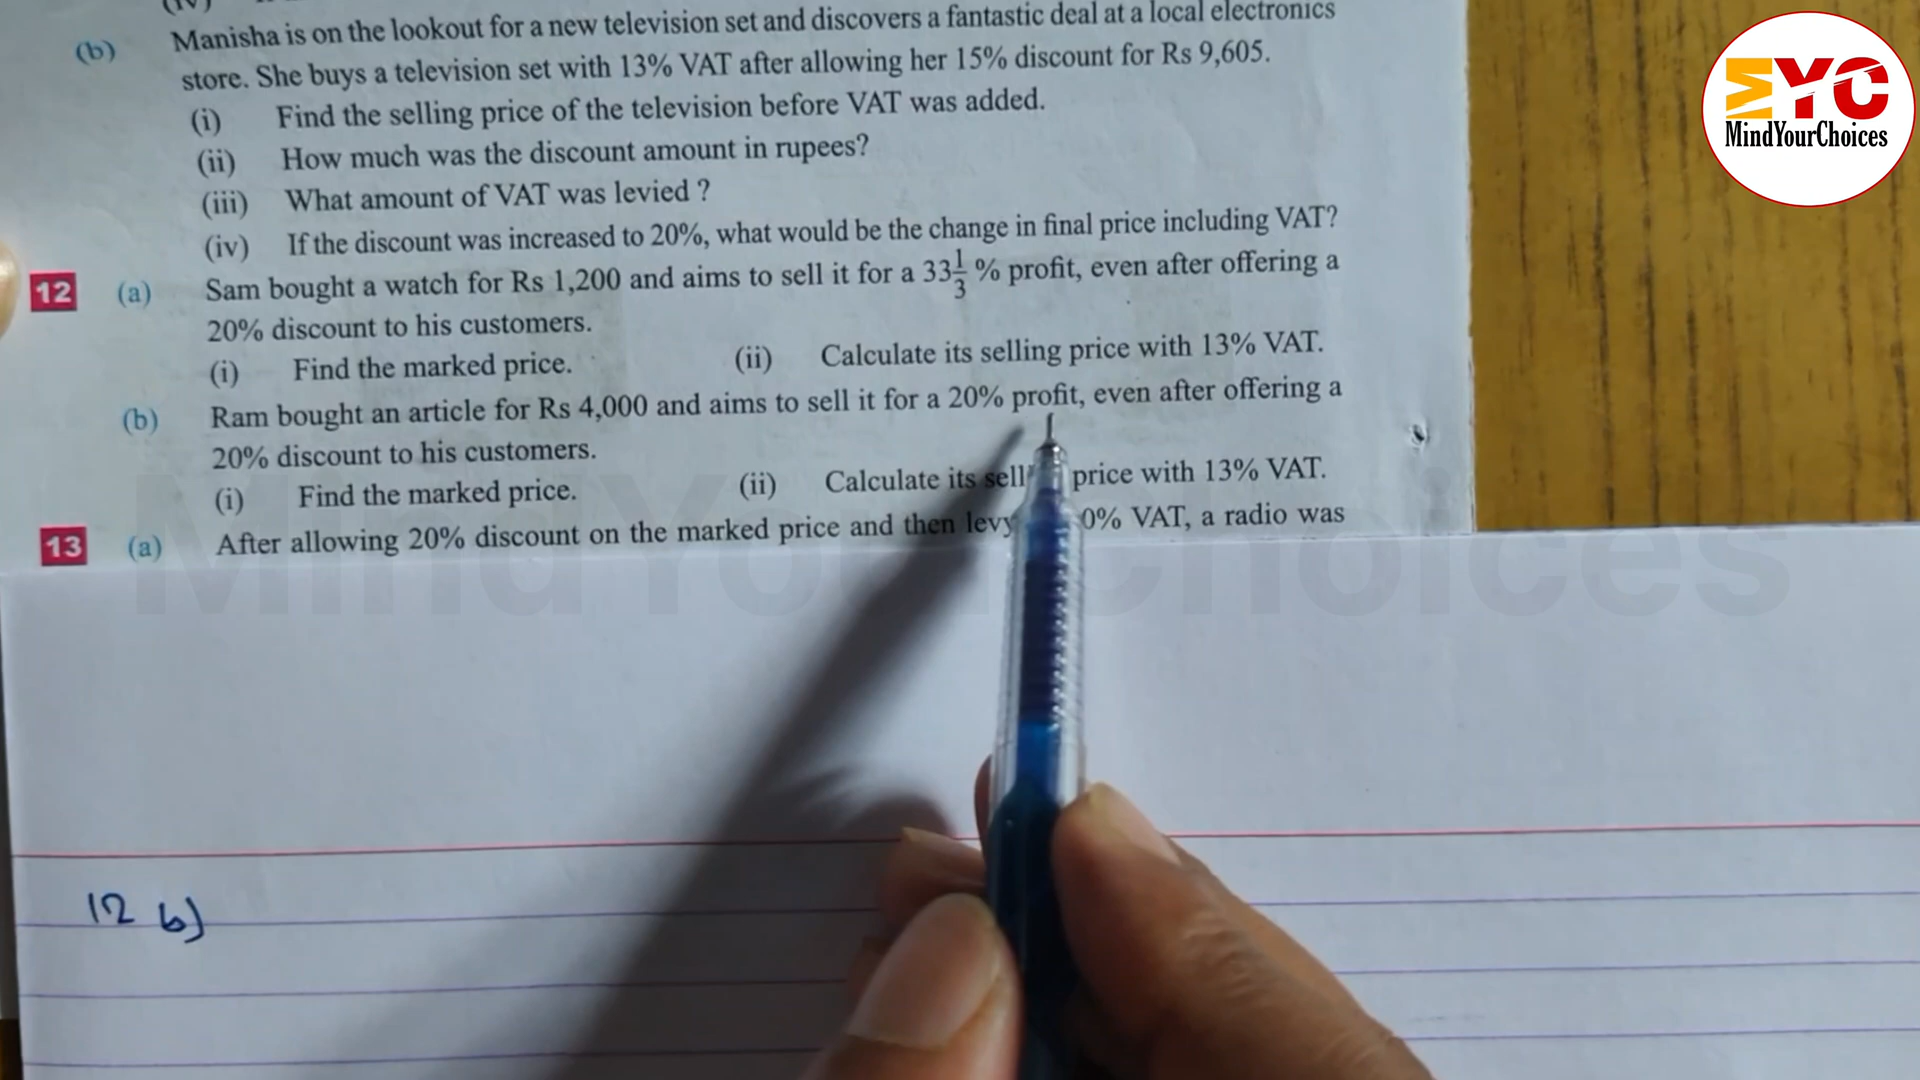 (b) Manisha is on the lookout for a new television set and discovers a fantastic deal at a local electronics
store. She buys a television set with 13% VAT after allowing her 15% discount for Rs 9,605.
(i) Find the selling price of the television before VAT was added.
(ii) How much was the discount amount in rupees?
(iii) What amount of VAT was levied ?
(iv) If the discount was increased to 20%, what would be the change in final price including VAT?
12 (a) Sam bought a watch for Rs 1,200 and aims to sell it for a 33 1/3 % profit, even after offering a
20% discount to his customers.
(i) Find the marked price. (ii) Calculate its selling price with 13% VAT.
(b) Ram bought an article for Rs 4,000 and aims to sell it for a 20% profit, even after offering a
20% discount to his customers.
(i) Find the marked price. (ii) Calculate its sell price with 13% VAT.
13 (a) After allowing 20% discount on the marked price and then levy 0% VAT, a radio was
12 b)
MYC
MindYourChoices
MindYourChoices